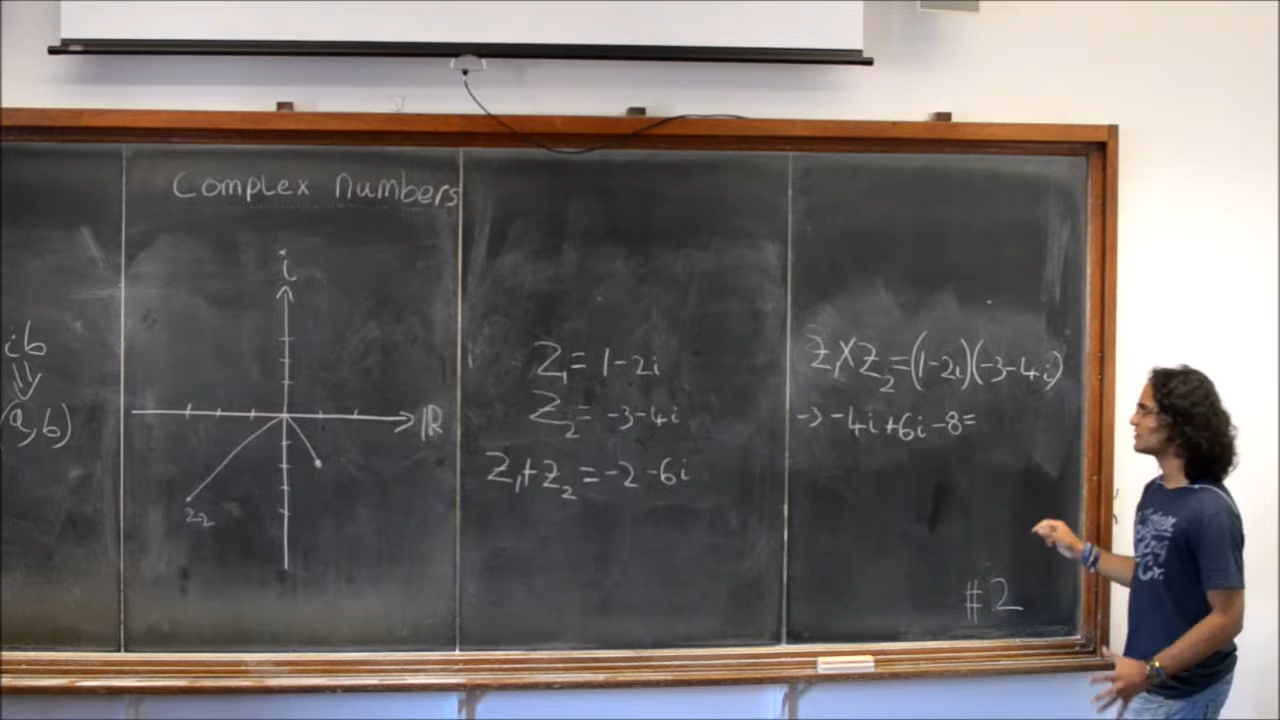 Complex Numbers
i
ib
(a, b)
IR
z2
Z1 = 1-2i
Z2 = -3-4i
Z1+Z2 = -2-6i
Z1XZ2=(1-2i)(-3-4i)
→ -4i+6i-8=
#2